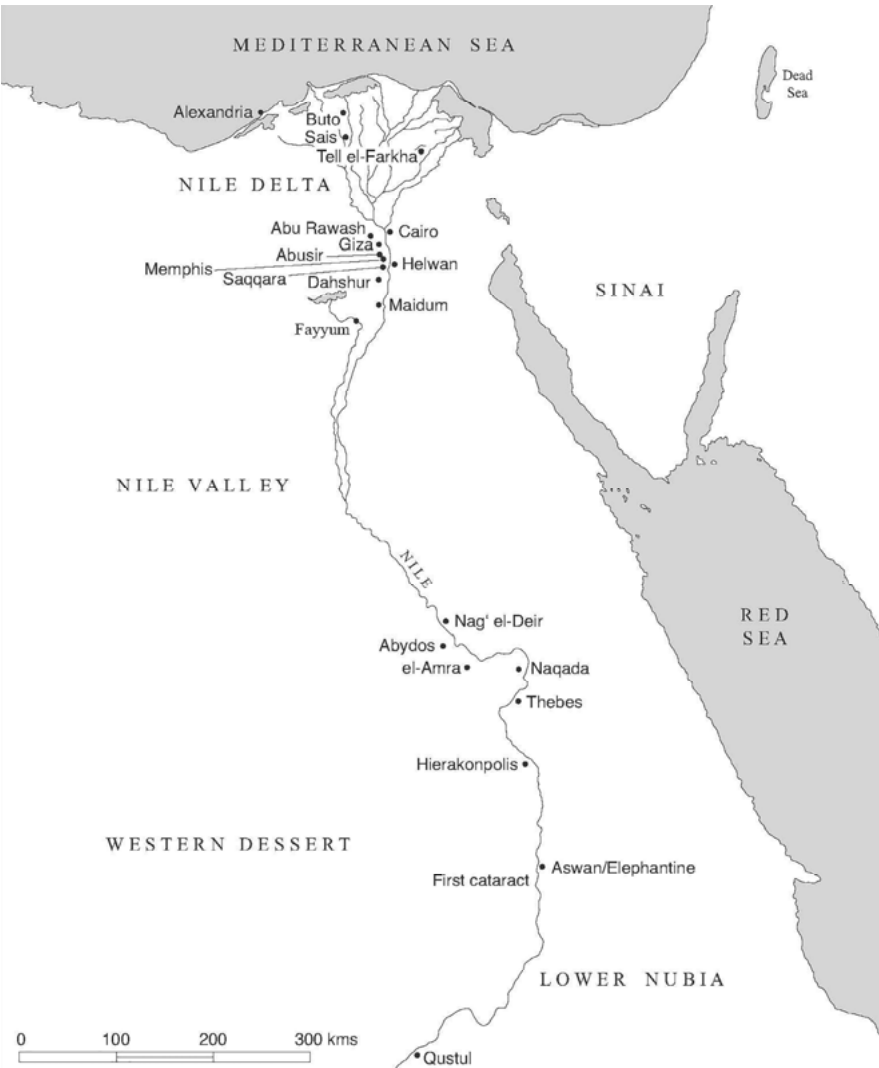 MEDITERRANEAN SEA
Dead
Sea
Alexandria
Buto
Sais
Tell el-Farkha
NILE DELTA
Abu Rawash
Cairo
Giza
Abusir
Helwan
Memphis
Saqqara
Dahshur
SINAI
Maidum
Fayyum
NILE VALLEY
NILE
Nag' el-Deir
RED
SEA
Abydos
el-Amra
Naqada
Thebes
Hierakonpolis
WESTERN DESSERT
Aswan/Elephantine
First cataract
LOWER NUBIA
0 100 200 300 kms
Qustul